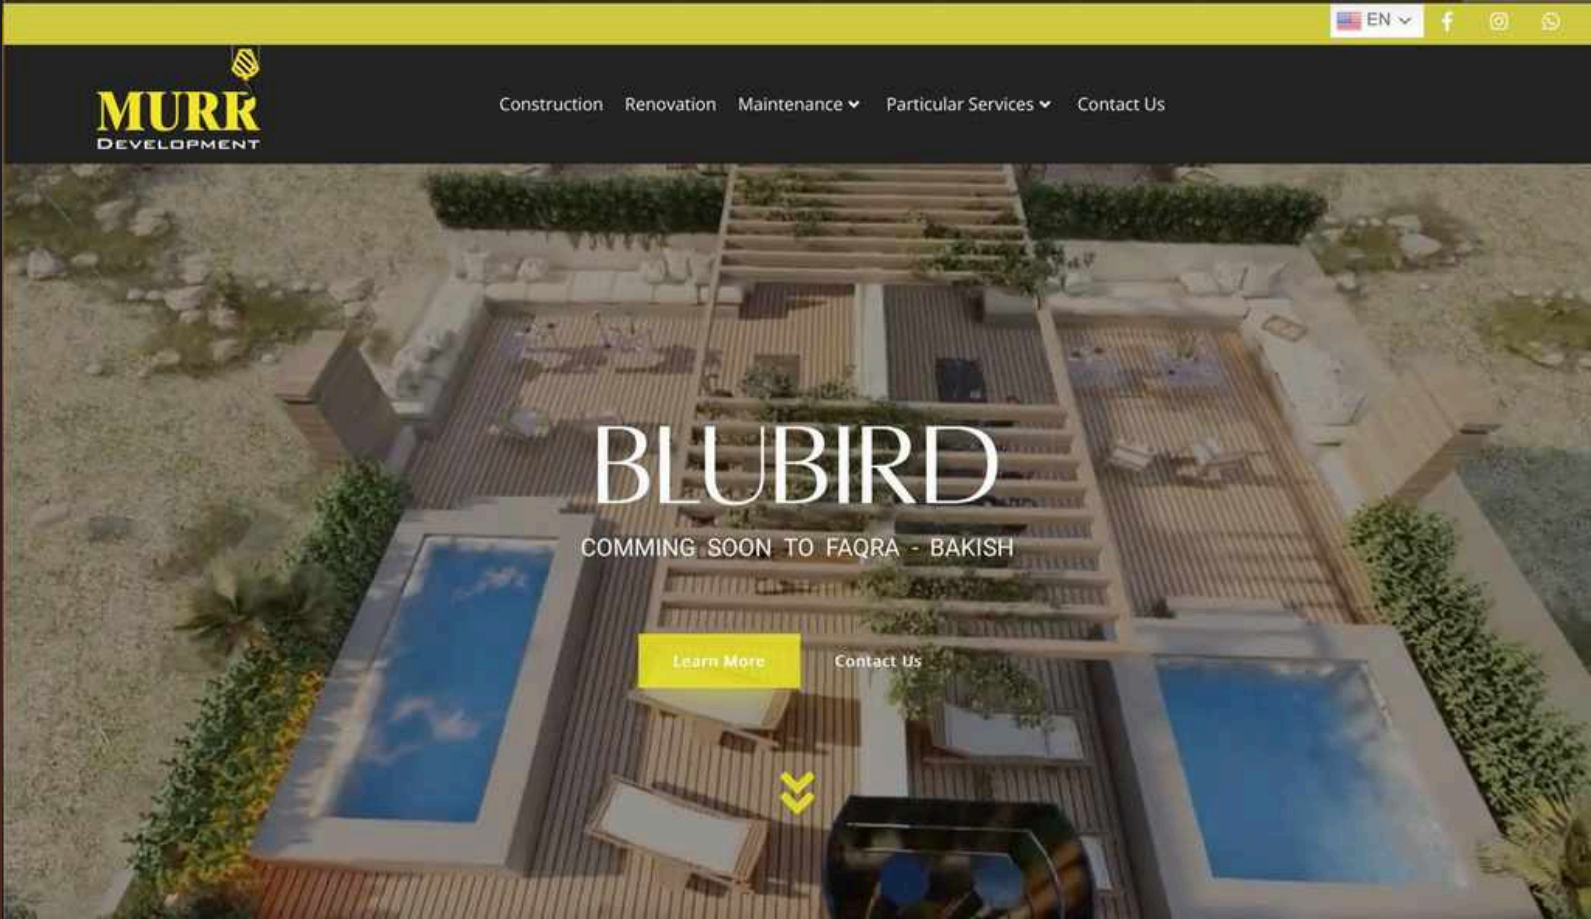 EN
MURR
DEVELOPMENT
Construction Renovation Maintenance Particular Services Contact Us
BLUBIRD
COMMING SOON TO FAQRA - BAKISH
Learn More Contact Us